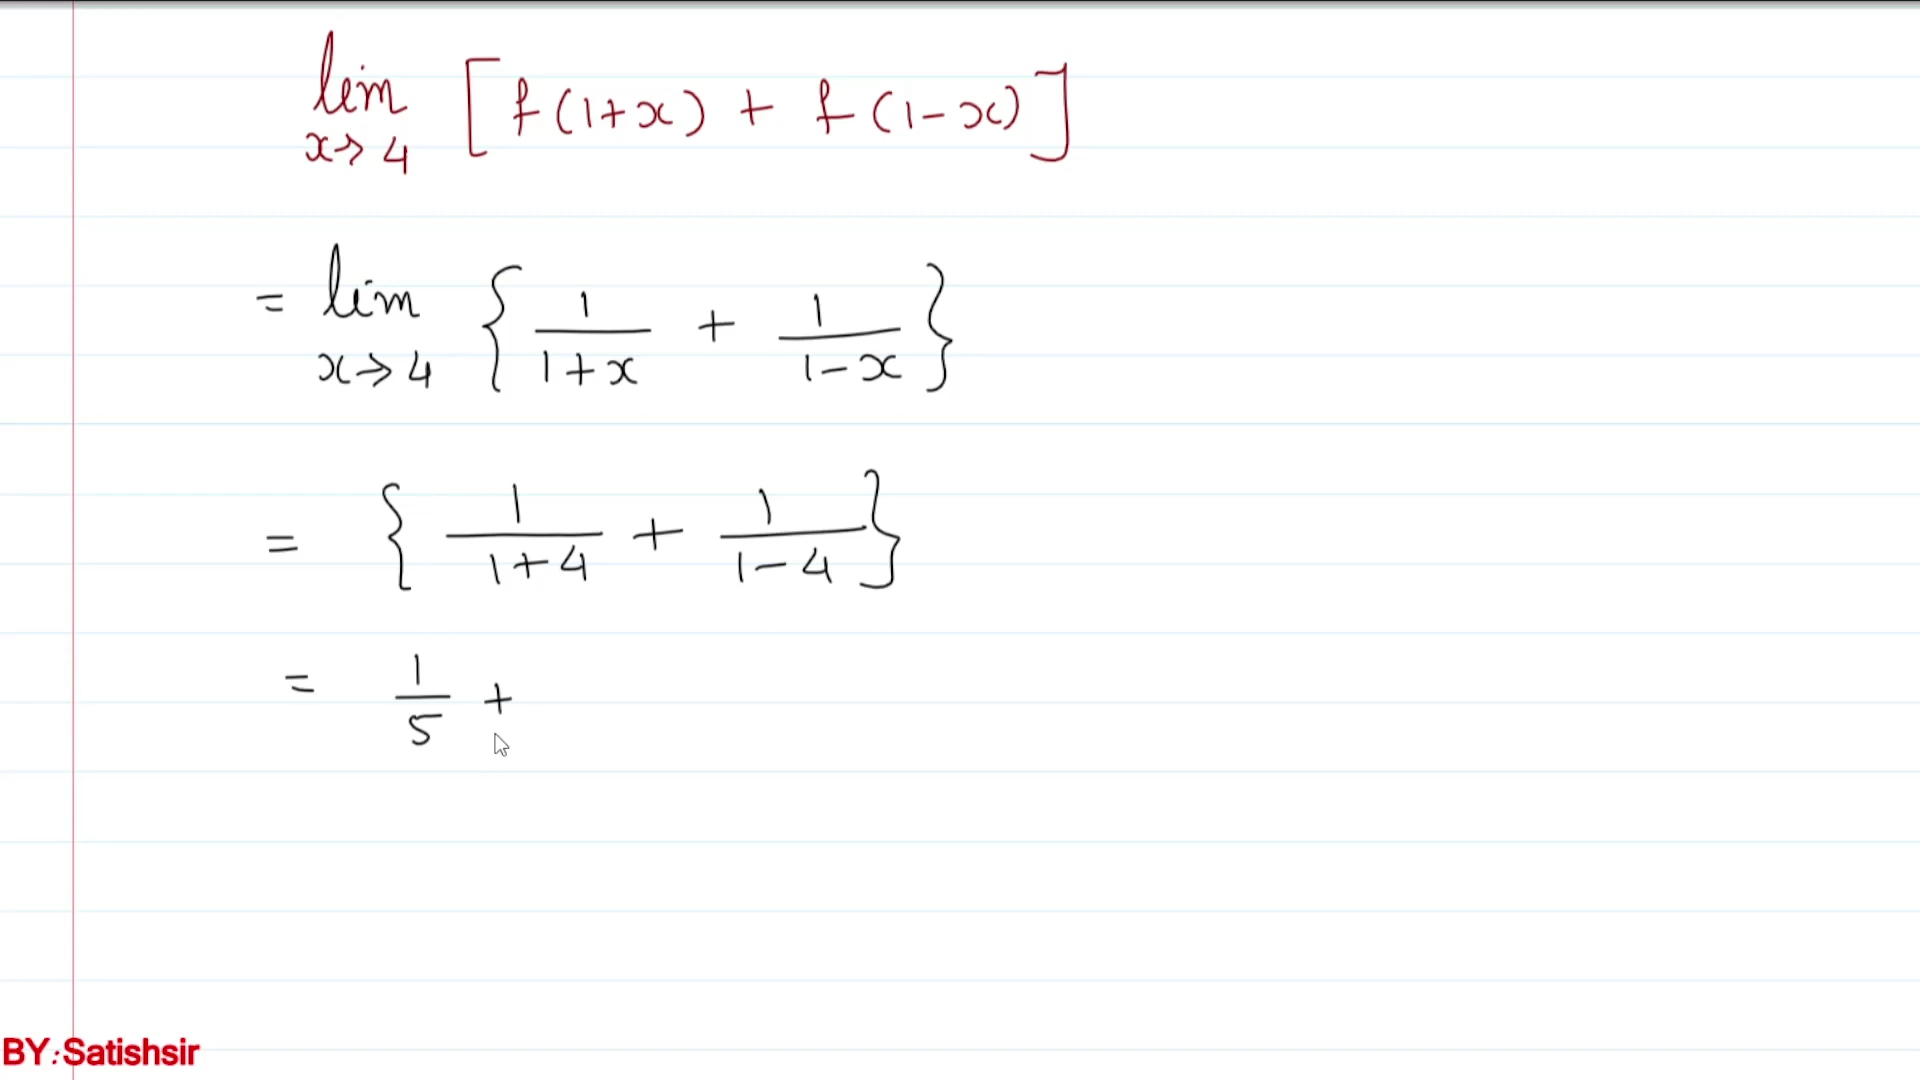 lim x→4 [f(1+x) + f(1-x)]
= lim x→4 {1/(1+x) + 1/(1-x)}
= {1/(1+4) + 1/(1-4)}
= 1/5 +
BY:Satishsir